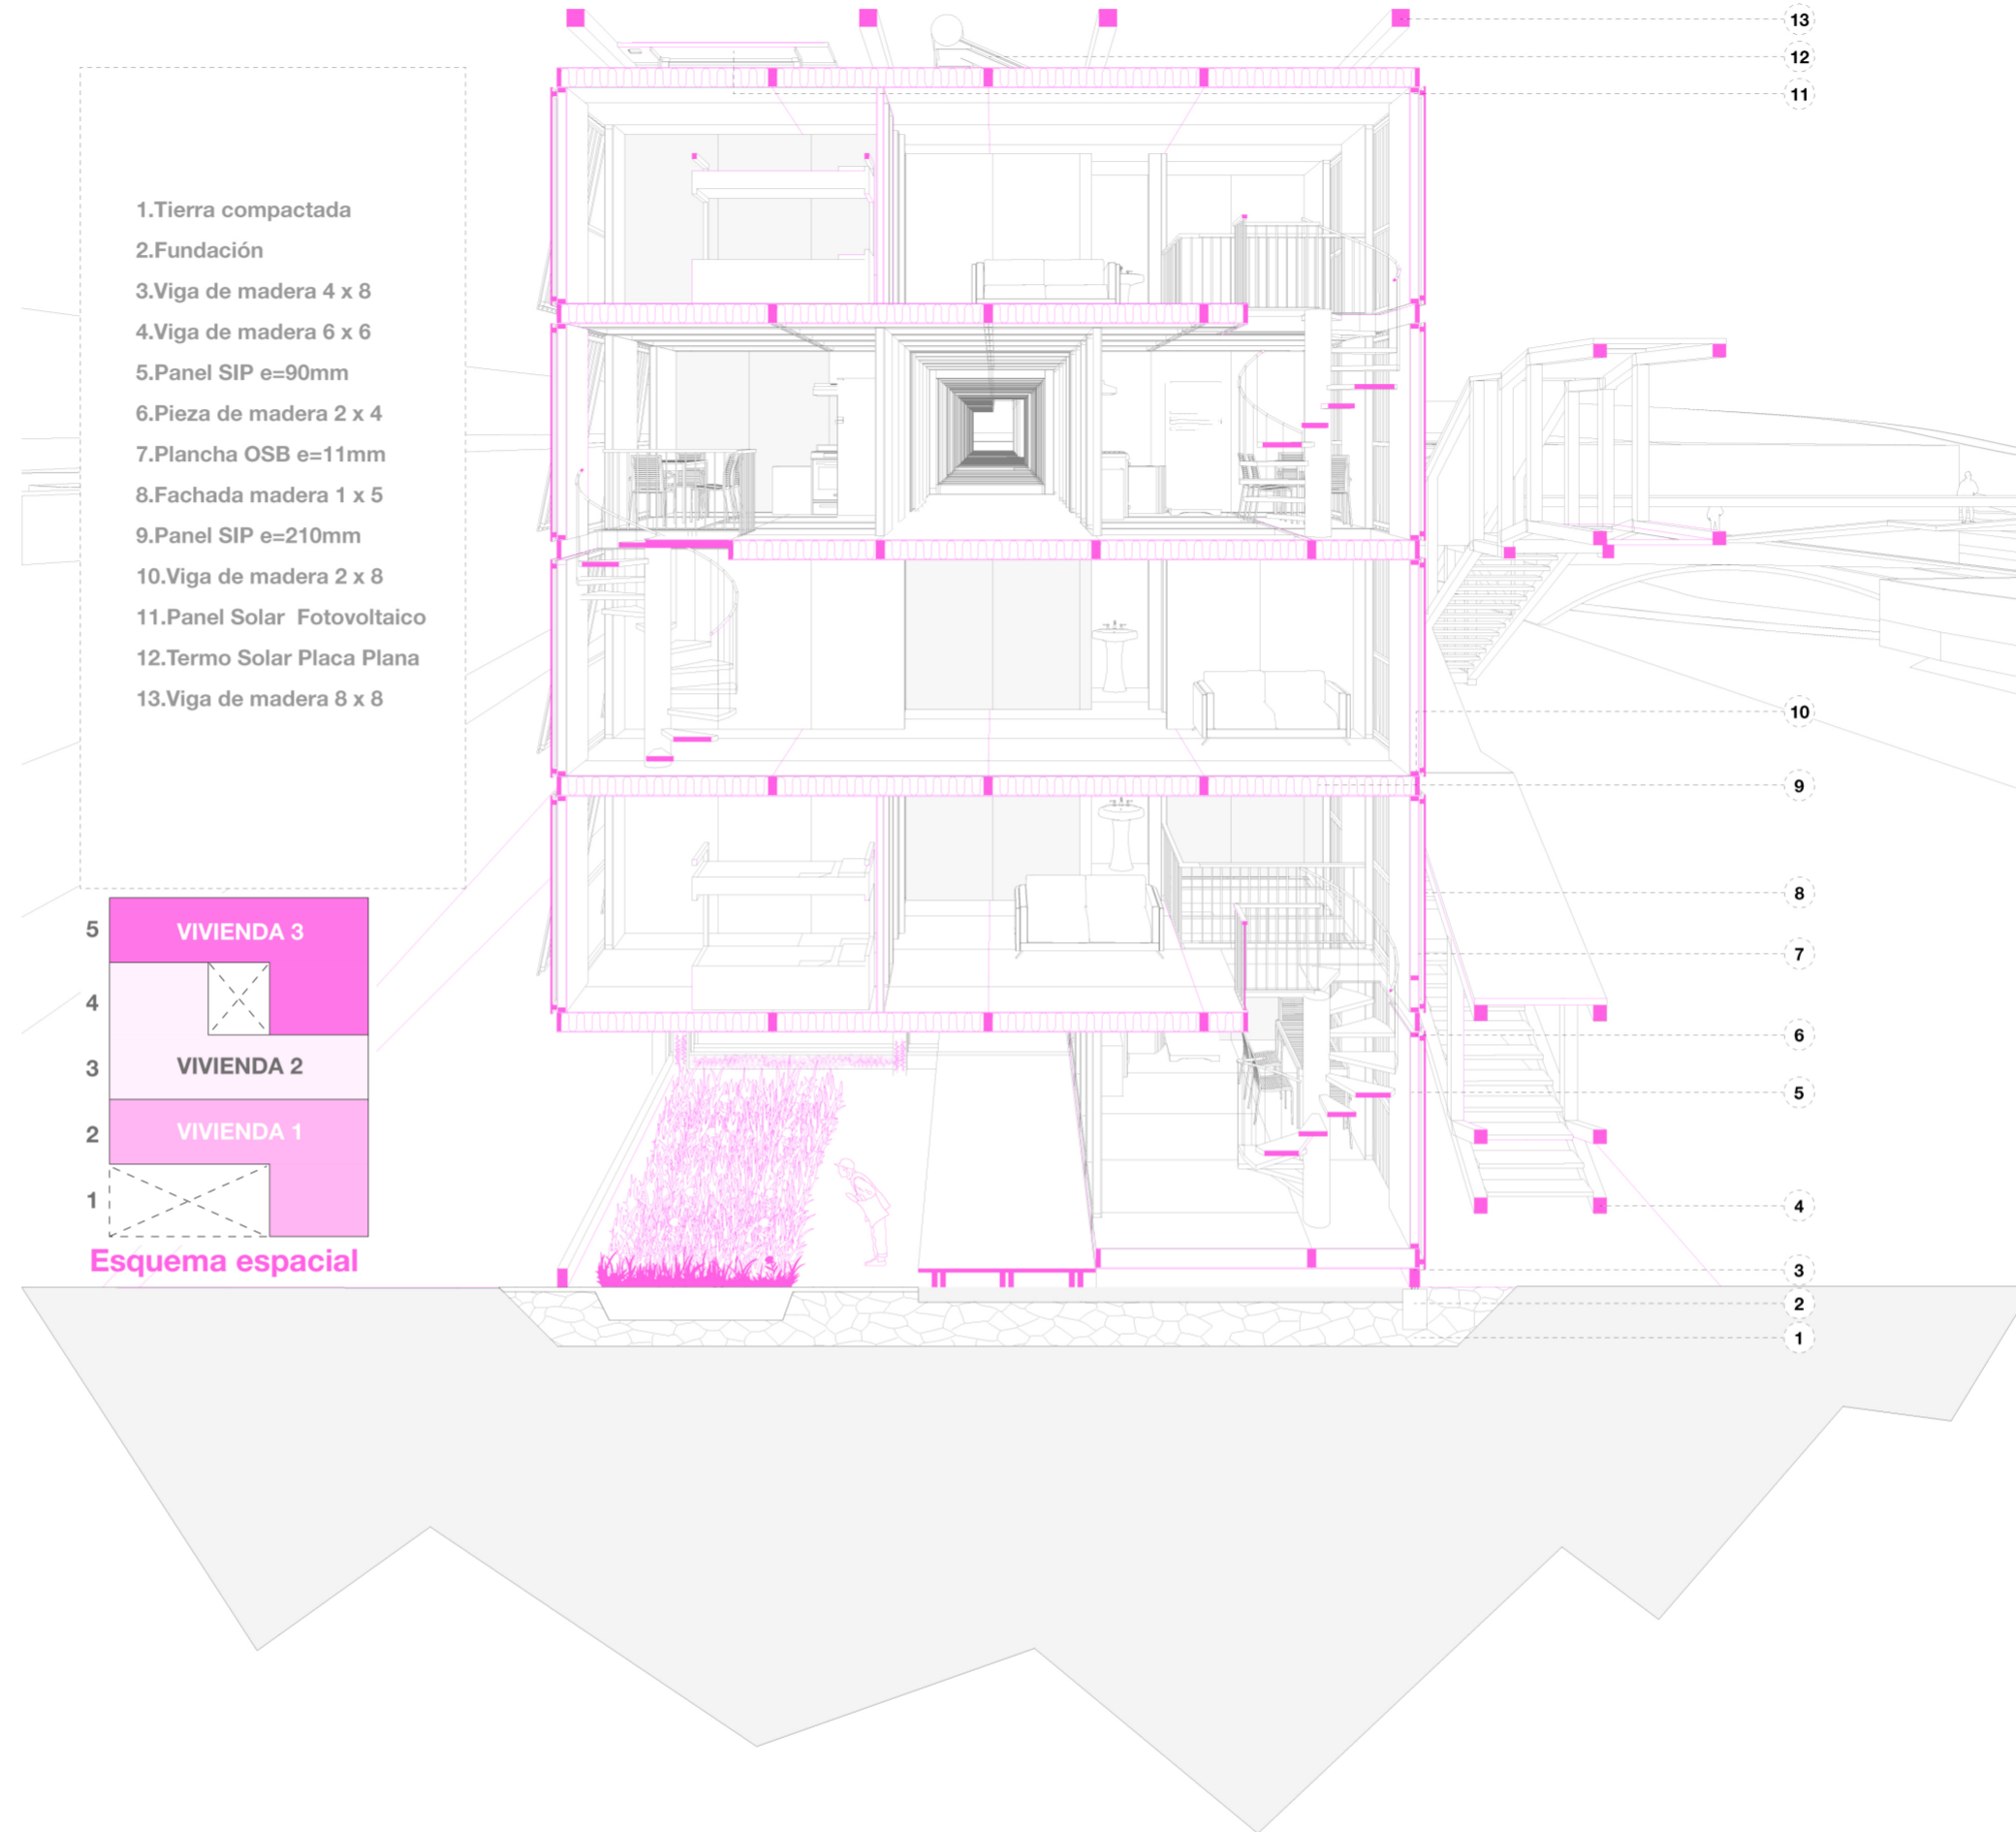 13
12
11
1.Tierra compactada
2.Fundación
3.Viga de madera 4 x 8
4.Viga de madera 6 x 6
5.Panel SIP e=90mm
6.Pieza de madera 2 x 4
7.Plancha OSB e=11mm
8.Fachada madera 1 x 5
9.Panel SIP e=210mm
10.Viga de madera 2 x 8
11.Panel Solar Fotovoltaico
12.Termo Solar Placa Plana
13.Viga de madera 8 x 8
10
9
8
7
6
5
4
3
2
1
5 VIVIENDA 3
4
3 VIVIENDA 2
2 VIVIENDA 1
1
Esquema espacial